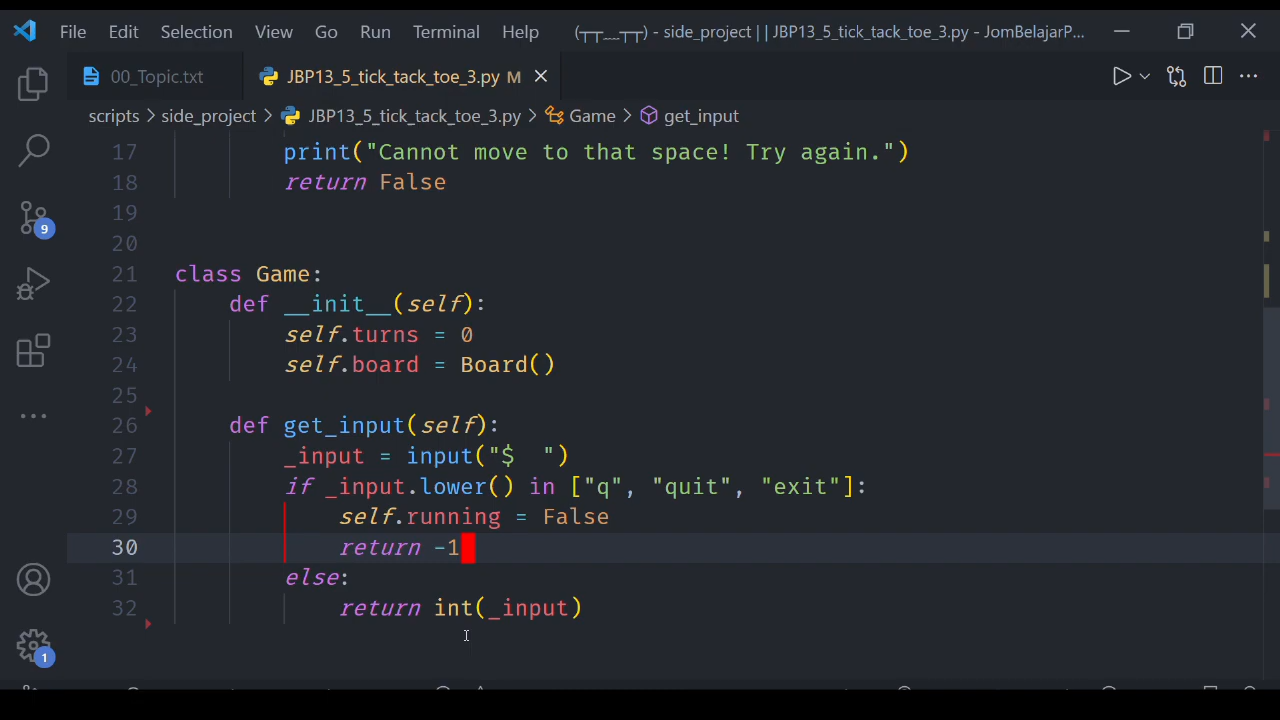 File Edit Selection View Go Run Terminal Help (┬┬﹏┬┬) - side_project | | JBP13_5_tick_tack_toe_3.py - JomBelajarP...
00_Topic.txt JBP13_5_tick_tack_toe_3.py M
scripts > side_project > JBP13_5_tick_tack_toe_3.py > Game > get_input
17 print("Cannot move to that space! Try again.")
18 return False
19
20
21 class Game:
22 def __init__(self):
23 self.turns = 0
24 self.board = Board()
25
26 def get_input(self):
27 _input = input("$  ")
28 if _input.lower() in ["q", "quit", "exit"]:
29 self.running = False
30 return -1
31 else:
32 return int(_input)
9
1